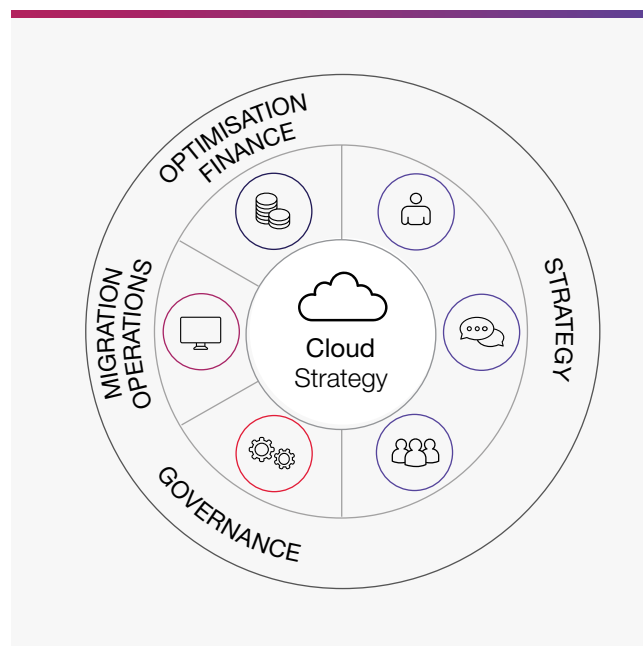 OPTIMISATION
FINANCE
STRATEGY
MIGRATION
OPERATIONS
Cloud
Strategy
GOVERNANCE